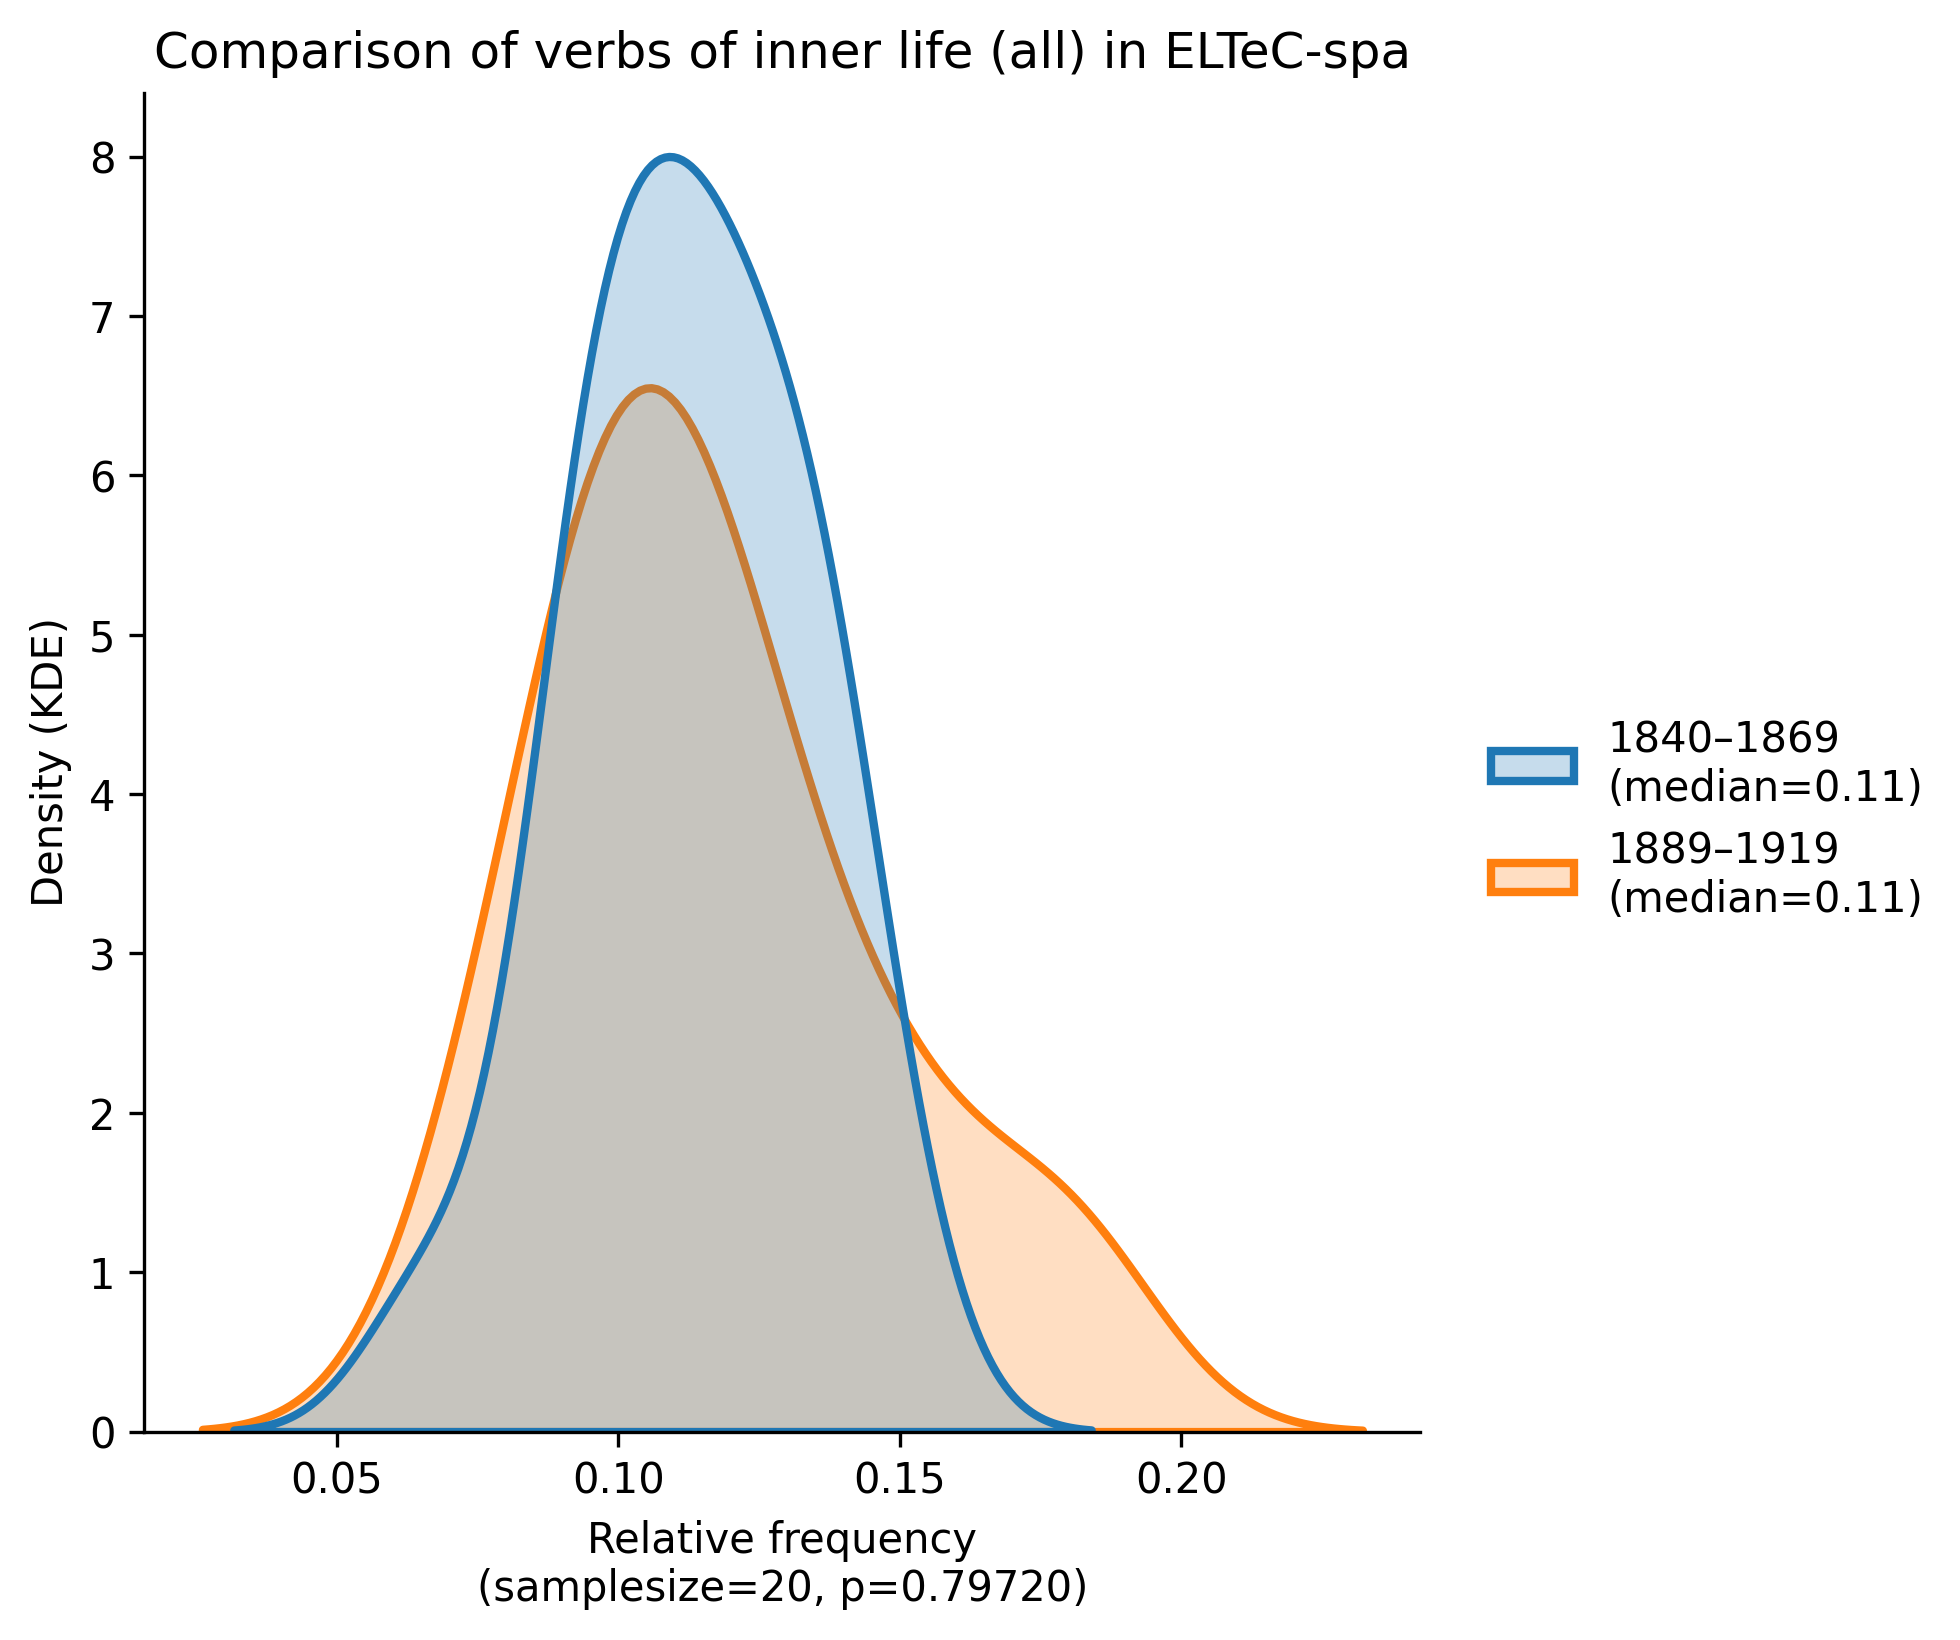 Comparison of verbs of inner life (all) in ELTeC-spa
8
7
6
5
4
3
2
1
0
Density (KDE)
0.05 0.10 0.15 0.20
Relative frequency
(samplesize=20, p=0.79720)
1840–1869
(median=0.11)
1889–1919
(median=0.11)